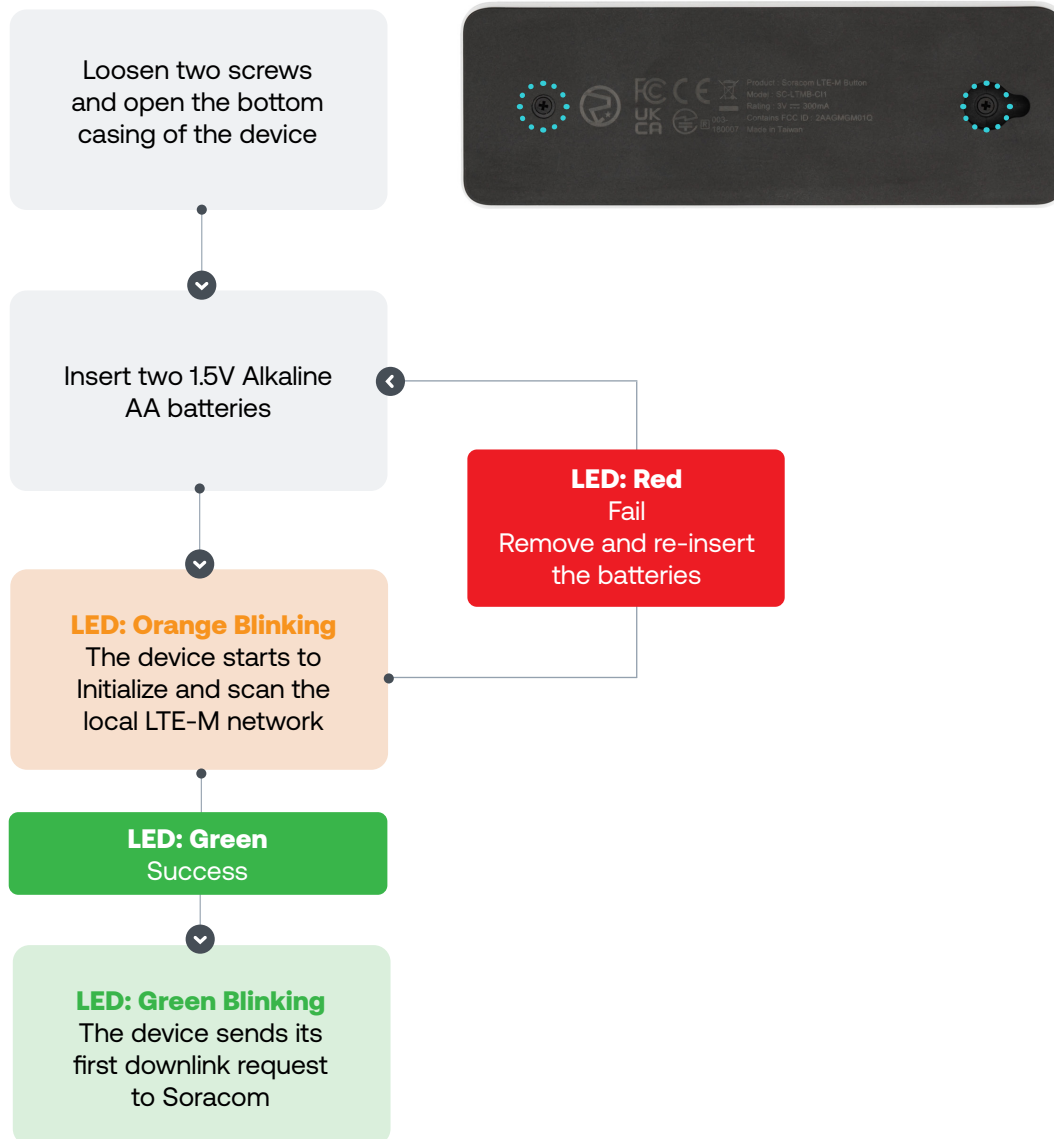 Loosen two screws
and open the bottom
casing of the device
FC CE
UK
CA
R 003-
160007
Product : Soracom LTE-M Button
Model : SC-LTMB-CI1
Rating : 3V 300mA
Contains FCC ID : 2AAGMGM01Q
Made in Taiwan
Insert two 1.5V Alkaline
AA batteries
LED: Red
Fail
Remove and re-insert
the batteries
LED: Orange Blinking
The device starts to
Initialize and scan the
local LTE-M network
LED: Green
Success
LED: Green Blinking
The device sends its
first downlink request
to Soracom